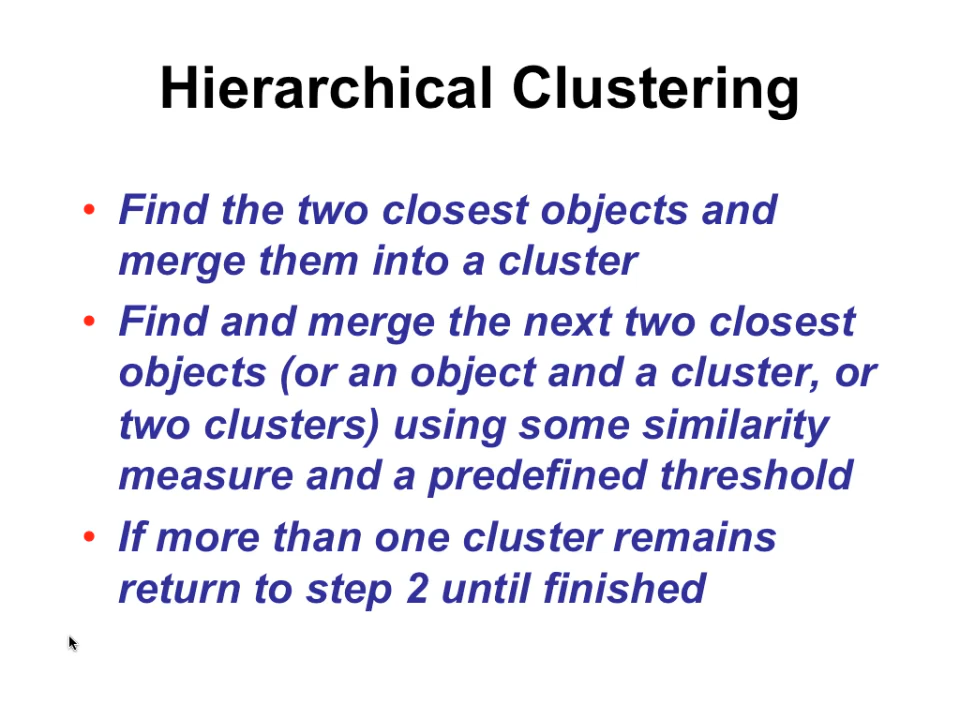 Hierarchical Clustering
• Find the two closest objects and
merge them into a cluster
• Find and merge the next two closest
objects (or an object and a cluster, or
two clusters) using some similarity
measure and a predefined threshold
• If more than one cluster remains
return to step 2 until finished